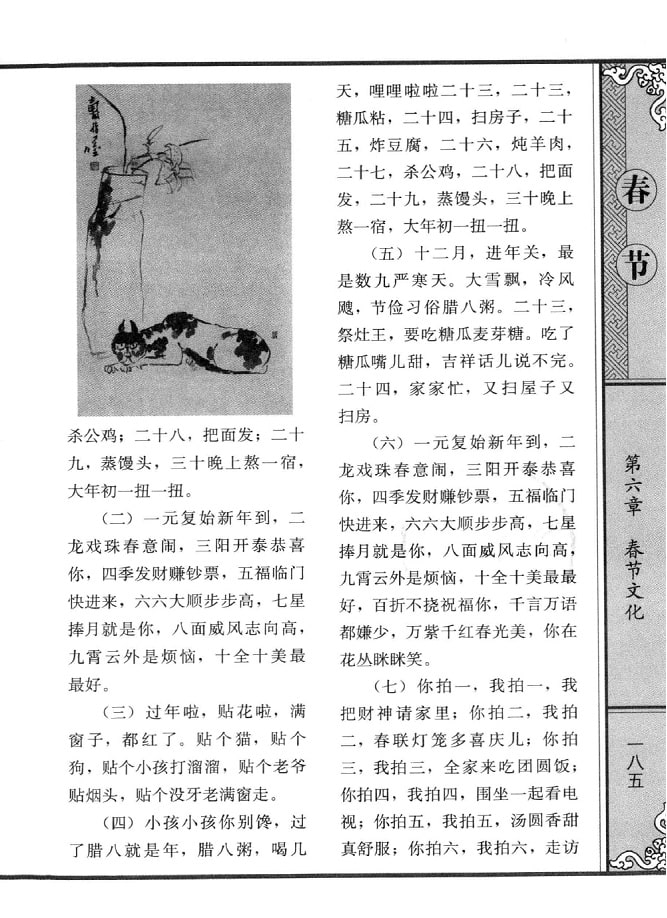 杀公鸡；二十八，把面发；二十
九，蒸馒头，三十晚上熬一宿，
大年初一扭一扭。
（二）一元复始新年到，二
龙戏珠春意闹，三阳开泰恭喜
你，四季发财赚钞票，五福临门
快进来，六六大顺步步高，七星
捧月就是你，八面威风志向高，
九霄云外是烦恼，十全十美最
最好。
（三）过年啦，贴花啦，满
窗子，都红了。贴个猫，贴个
狗，贴个小孩打溜溜，贴个老爷
贴烟头，贴个没牙老满窗走。
（四）小孩小孩你别馋，过
了腊八就是年，腊八粥，喝几
天，哩哩啦啦二十三，二十三，
糖瓜粘，二十四，扫房子，二十
五，炸豆腐，二十六，炖羊肉，
二十七，杀公鸡，二十八，把面
发，二十九，蒸馒头，三十晚上
熬一宿，大年初一扭一扭。
（五）十二月，进年关，最
是数九严寒天。大雪飘，冷风
飕，节俭习俗腊八粥。二十三，
祭灶王，要吃糖瓜麦芽糖。吃了
糖瓜嘴儿甜，吉祥话儿说不完。
二十四，家家忙，又扫屋子又
扫房。
（六）一元复始新年到，二
龙戏珠春意闹，三阳开泰恭喜
你，四季发财赚钞票，五福临门
快进来，六六大顺步步高，七星
捧月就是你，八面威风志向高，
九霄云外是烦恼，十全十美最最
好，百折不挠祝福你，千言万语
都嫌少，万紫千红春光美，你在
花丛眯眯笑。
（七）你拍一，我拍一，我
把财神请家里；你拍二，我拍
二，春联灯笼多喜庆儿；你拍
三，我拍三，全家来吃团圆饭；
你拍四，我拍四，围坐一起看电
视；你拍五，我拍五，汤圆香甜
真舒服；你拍六，我拍六，走访
春节
第六章 春节文化
一八五